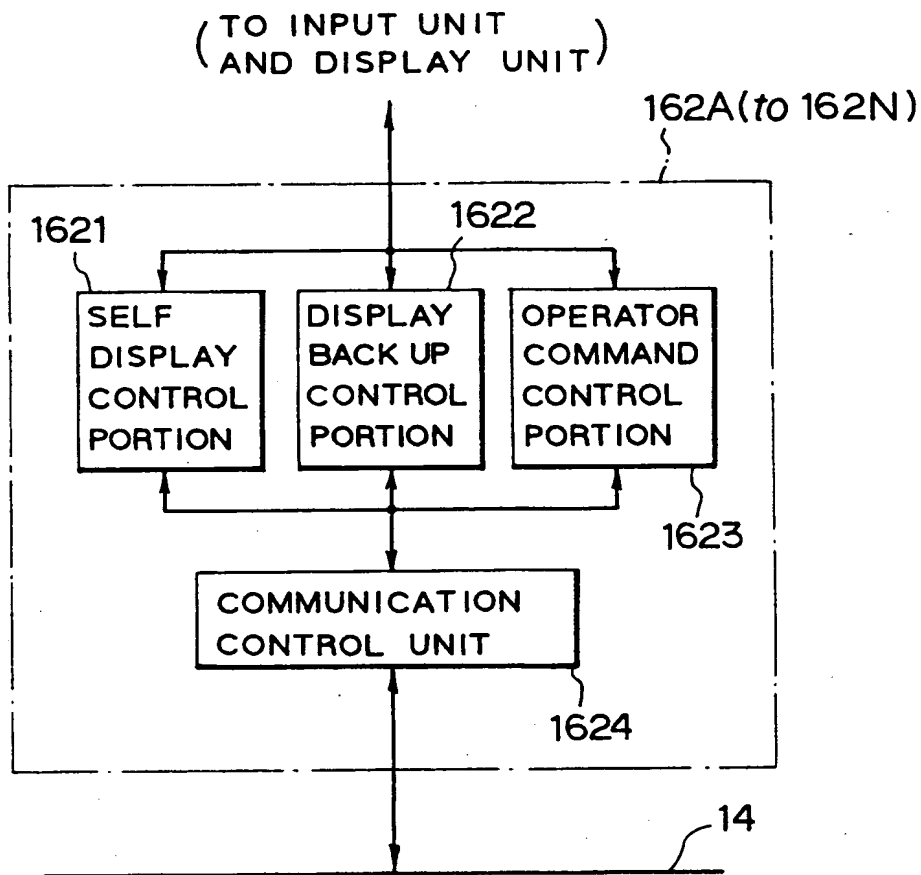 (TO INPUT UNIT
AND DISPLAY UNIT)
162A (to 162N)
1621
1622
SELF
DISPLAY
CONTROL
PORTION
DISPLAY
BACK UP
CONTROL
PORTION
OPERATOR
COMMAND
CONTROL
PORTION
1623
COMMUNICATION
CONTROL UNIT
1624
14